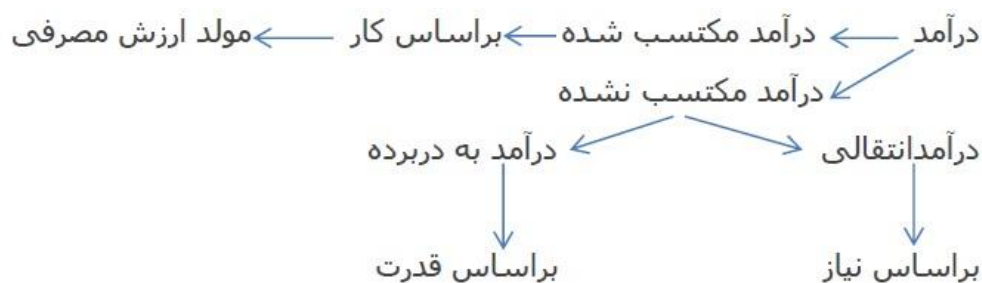 درآمد درآمد مکتسب شده براساس کار مولد ارزش مصرفی
درآمد مکتسب نشده
درآمدانتقالی درآمد به دربرده
براساس نیاز براساس قدرت